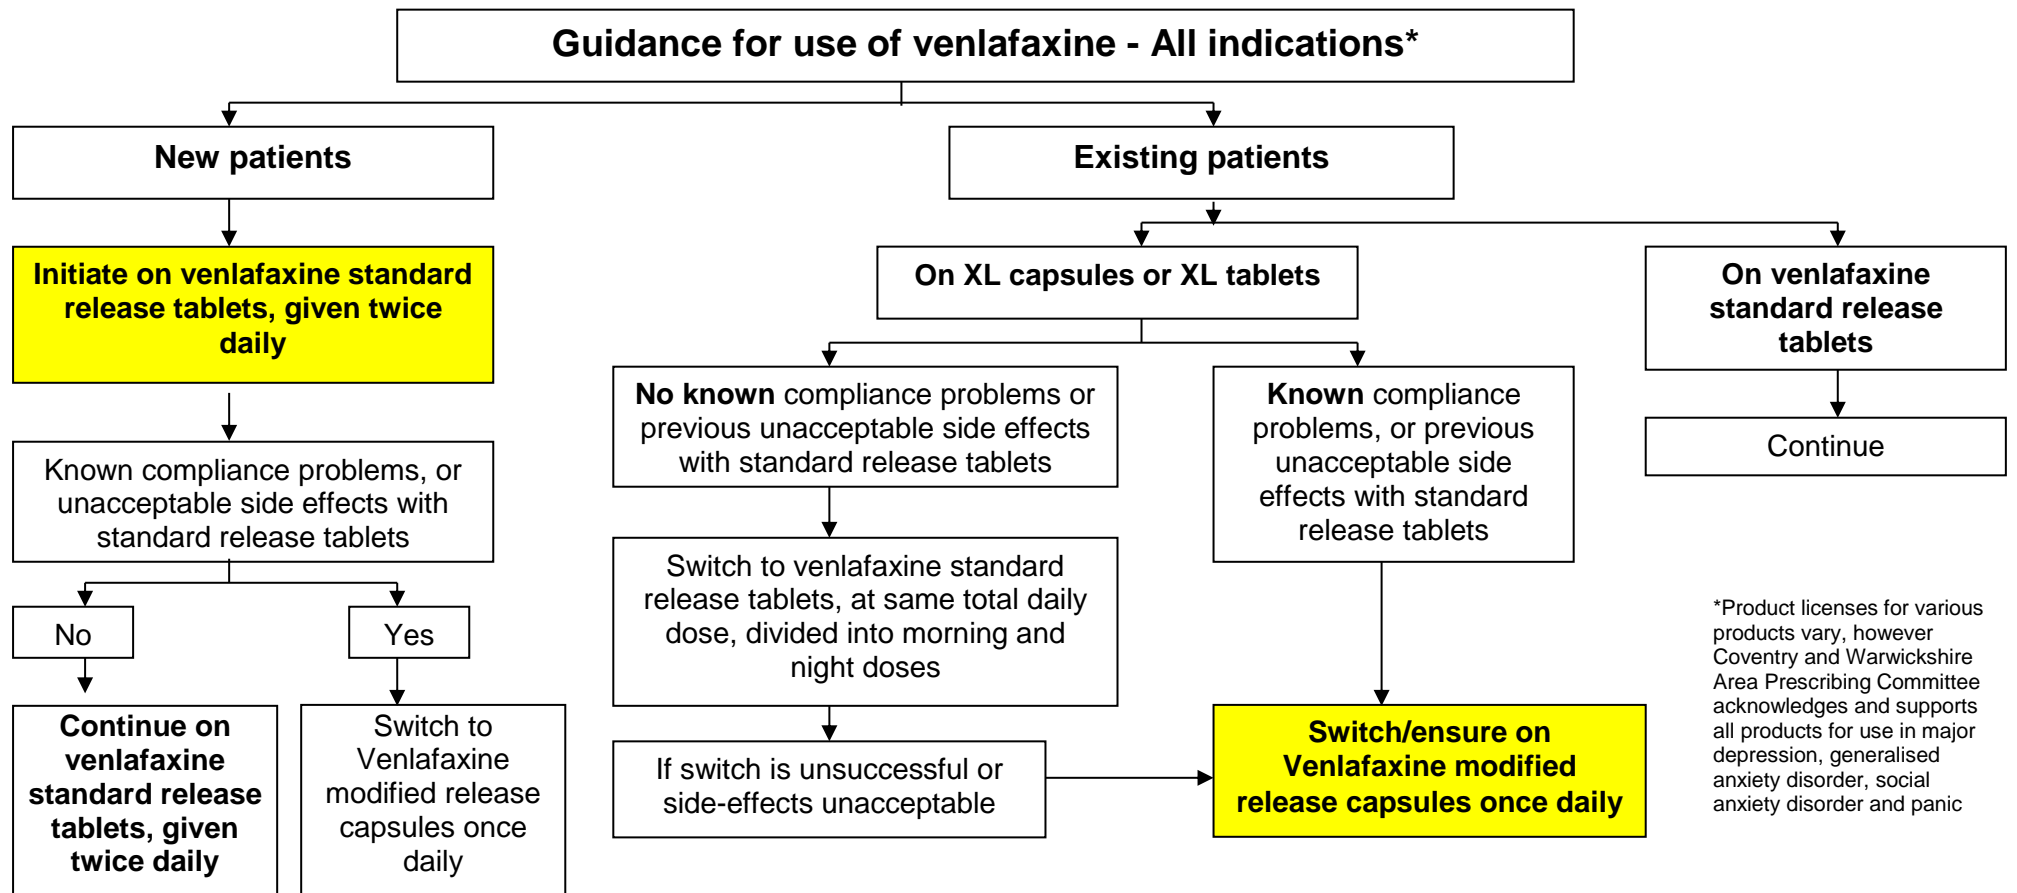 Guidance for use of venlafaxine - All indications*
New patients
Existing patients
Initiate on venlafaxine standard
release tablets, given twice
daily
On XL capsules or XL tablets
On venlafaxine
standard release
tablets
Known compliance problems, or
unacceptable side effects with
standard release tablets
No known compliance problems or
previous unacceptable side effects
with standard release tablets
Known compliance
problems, or previous
unacceptable side
effects with standard
release tablets
Continue
No
Yes
Switch to venlafaxine standard
release tablets, at same total daily
dose, divided into morning and
night doses
Continue on
venlafaxine
standard release
tablets, given
twice daily
Switch to
Venlafaxine
modified release
capsules once
daily
If switch is unsuccessful or
side-effects unacceptable
Switch/ensure on
Venlafaxine modified
release capsules once daily
*Product licenses for various
products vary, however
Coventry and Warwickshire
Area Prescribing Committee
acknowledges and supports
all products for use in major
depression, generalised
anxiety disorder, social
anxiety disorder and panic